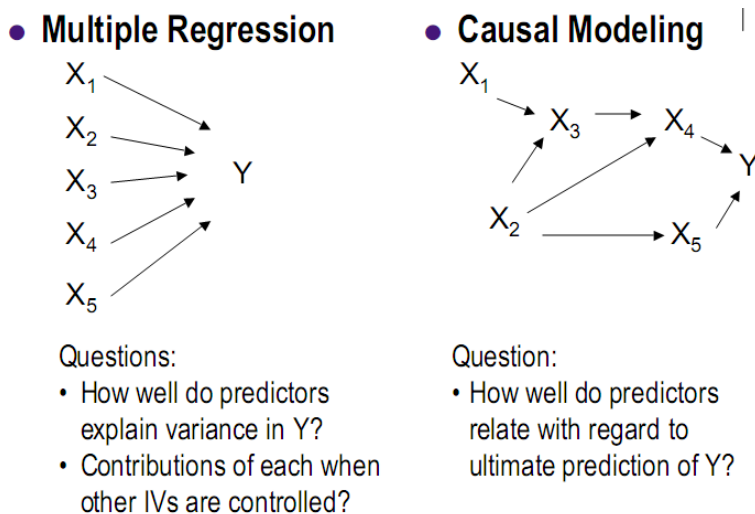 • Multiple Regression
X₁
X₂
X₃
X₄
X₅
Y
Questions:
• How well do predictors
explain variance in Y?
• Contributions of each when
other IVs are controlled?
• Causal Modeling
X₁
X₃
X₄
Y
X₂
X₅
Question:
• How well do predictors
relate with regard to
ultimate prediction of Y?